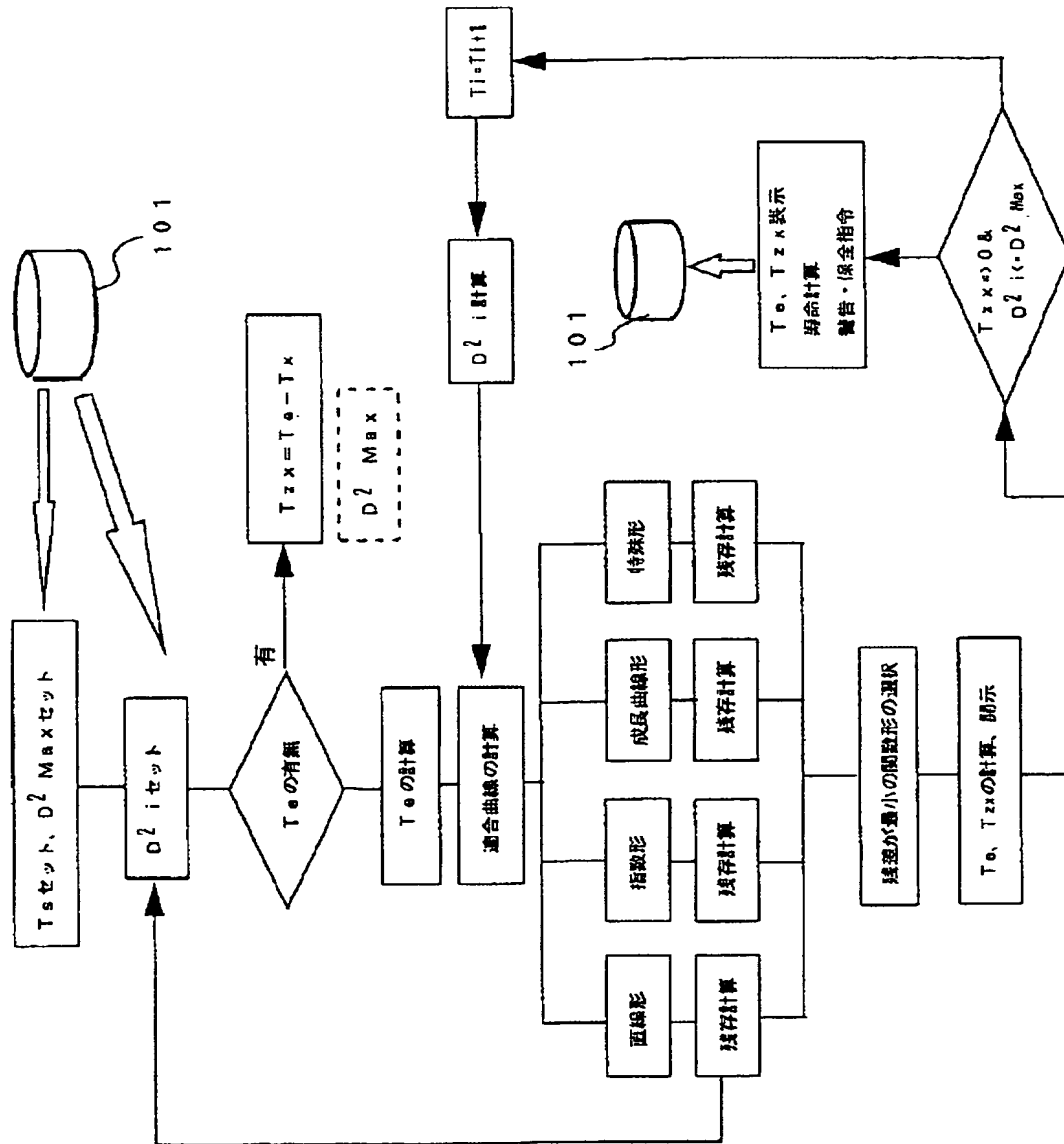 Tsセット、D² Maxセット
101
D² iセット
Teの有無
有
Tzx=Te-Tx
D² Max
Teの計算
適合曲線の計算
D² i計算
Ti=Ti+1
直線形
指数形
成長曲線形
特殊形
残存計算
残存計算
残存計算
残存計算
残差が最小の関数形の選択
Te、Tzxの計算、開示
Tzx=>0 &
D² i<=D² Max
Te、Tzx表示
寿命計算
警告・保全指令
101